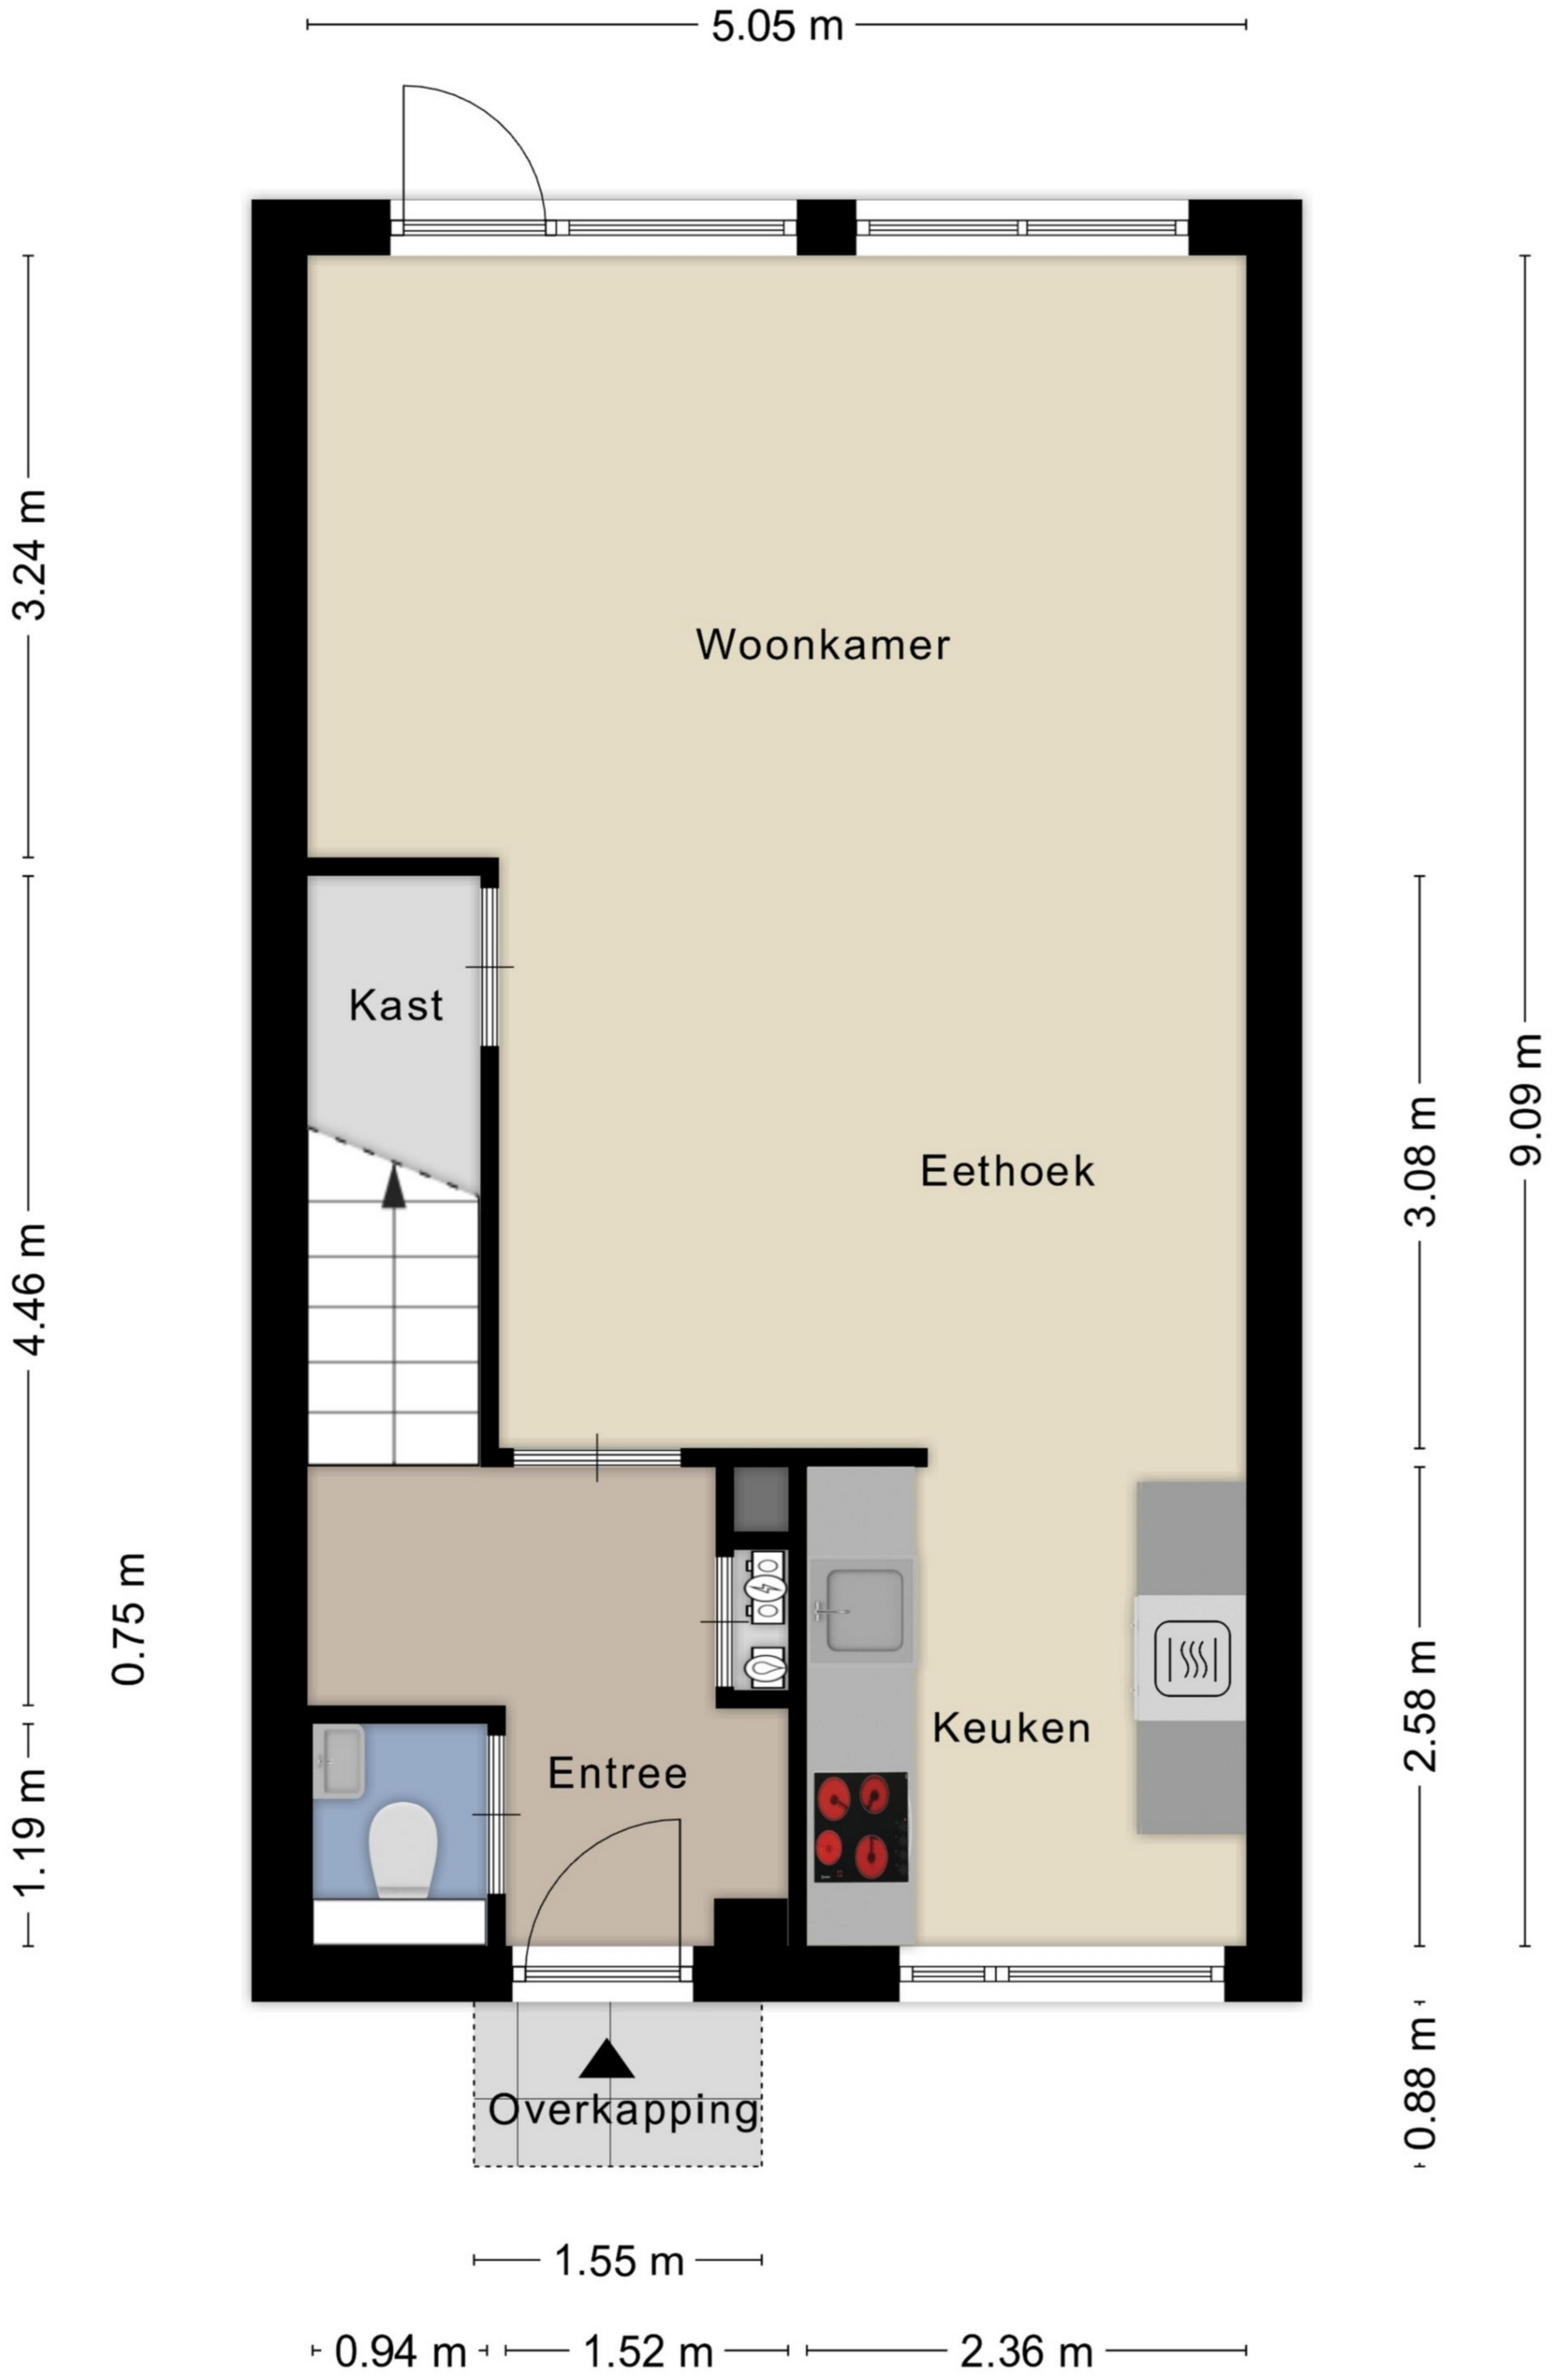 5.05 m
3.24 m
Woonkamer
Kast
9.09 m
3.08 m
Eethoek
4.46 m
0.75 m
2.58 m
Keuken
Entree
1.19 m
0.88 m
Overkapping
1.55 m
0.94 m
1.52 m
2.36 m